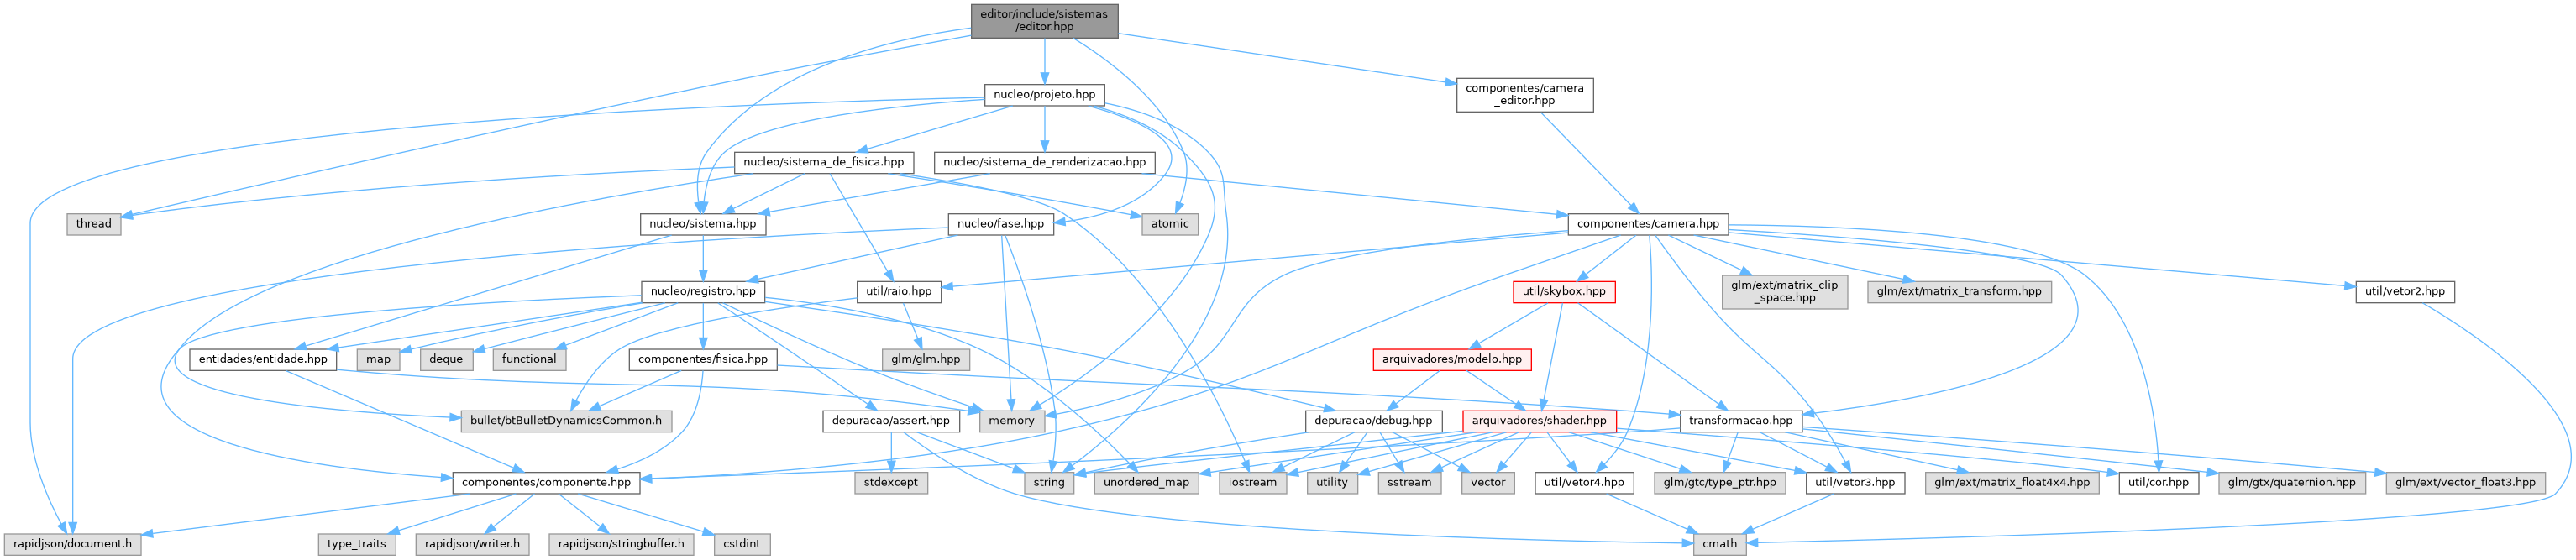 editor/include/sistemas
/editor.hpp
nucleo/projeto.hpp
componentes/camera
_editor.hpp
nucleo/sistema_de_fisica.hpp
nucleo/sistema_de_renderizacao.hpp
thread
nucleo/sistema.hpp
nucleo/fase.hpp
atomic
componentes/camera.hpp
nucleo/registro.hpp
util/raio.hpp
util/skybox.hpp
glm/ext/matrix_clip
_space.hpp
glm/ext/matrix_transform.hpp
util/vetor2.hpp
entidades/entidade.hpp
map
deque
functional
componentes/fisica.hpp
glm/glm.hpp
arquivadores/modelo.hpp
bullet/btBulletDynamicsCommon.h
depuracao/assert.hpp
memory
depuracao/debug.hpp
arquivadores/shader.hpp
transformacao.hpp
componentes/componente.hpp
stdexcept
string
unordered_map
iostream
utility
sstream
vector
util/vetor4.hpp
glm/gtc/type_ptr.hpp
util/vetor3.hpp
glm/ext/matrix_float4x4.hpp
util/cor.hpp
glm/gtx/quaternion.hpp
glm/ext/vector_float3.hpp
rapidjson/document.h
type_traits
rapidjson/writer.h
rapidjson/stringbuffer.h
cstdint
cmath